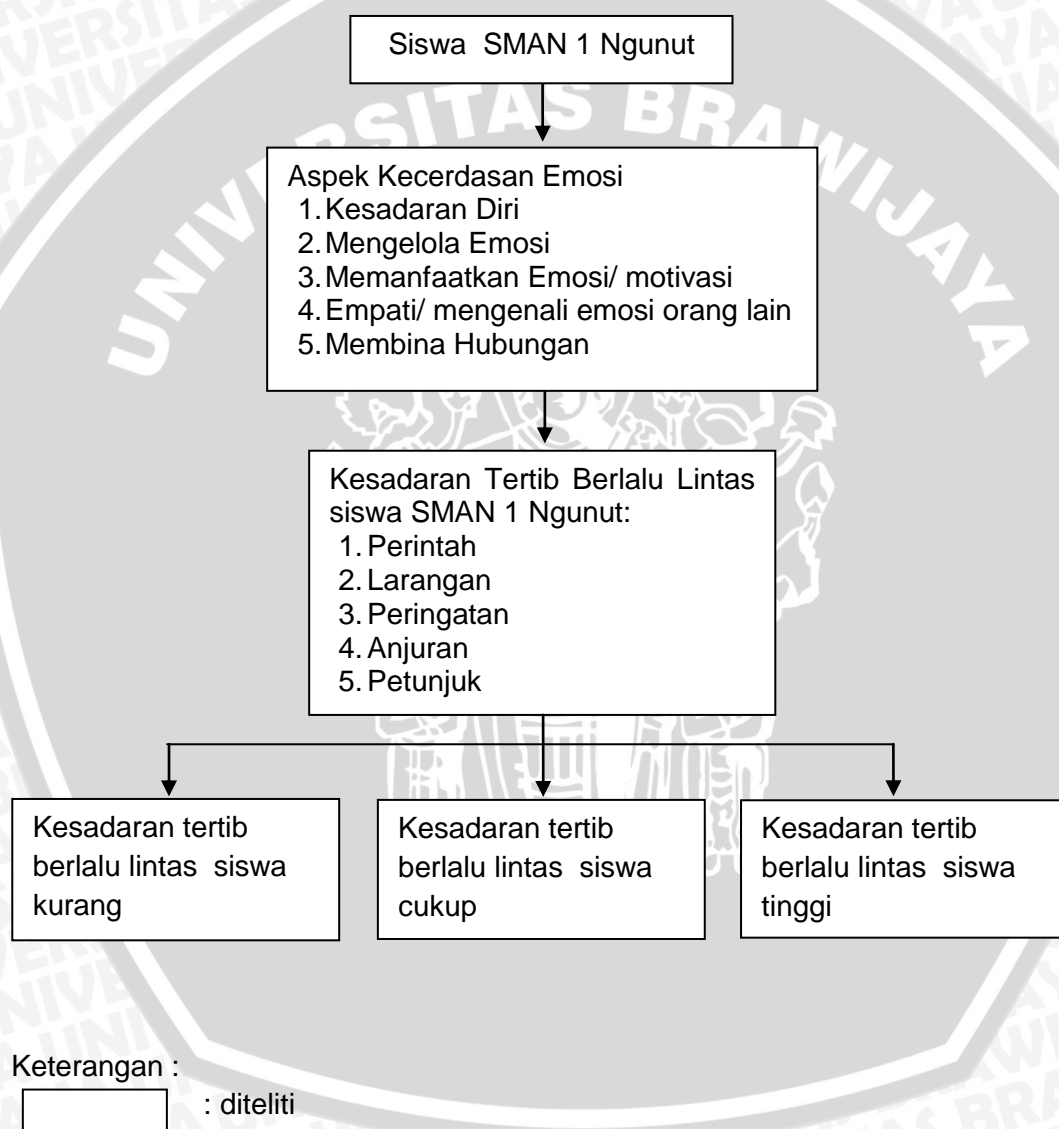 Siswa SMAN 1 Ngunut
UNIVERSITAS BRAWIJAYA
Aspek Kecerdasan Emosi
1. Kesadaran Diri
2. Mengelola Emosi
3. Memanfaatkan Emosi/ motivasi
4. Empati/ mengenali emosi orang lain
5. Membina Hubungan
Kesadaran Tertib Berlalu Lintas
siswa SMAN 1 Ngunut:
1. Perintah
2. Larangan
3. Peringatan
4. Anjuran
5. Petunjuk
Kesadaran tertib
berlalu lintas siswa
kurang
Kesadaran tertib
berlalu lintas siswa
cukup
Kesadaran tertib
berlalu lintas siswa
tinggi
Keterangan :
: diteliti